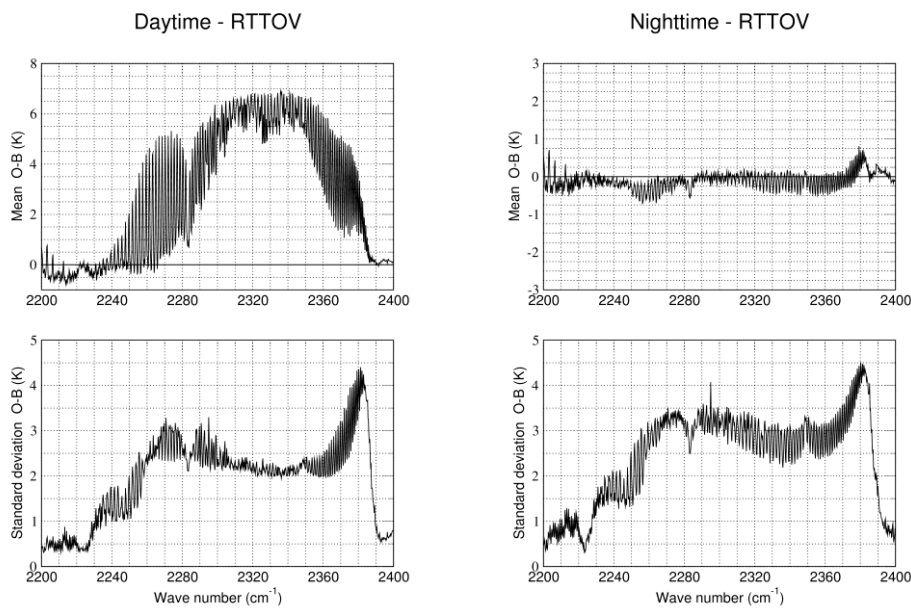 Daytime - RTTOV
Nighttime - RTTOV
8
6
4
2
0
Mean O-B (K)
2200 2240 2280 2320 2360 2400
3
2
1
0
-1
-2
-3
Mean O-B (K)
2200 2240 2280 2320 2360 2400
5
4
3
2
1
0
Standard deviation O-B (K)
2200 2240 2280 2320 2360 2400
Wave number (cm⁻¹)
5
4
3
2
1
0
Standard deviation O-B (K)
2200 2240 2280 2320 2360 2400
Wave number (cm⁻¹)